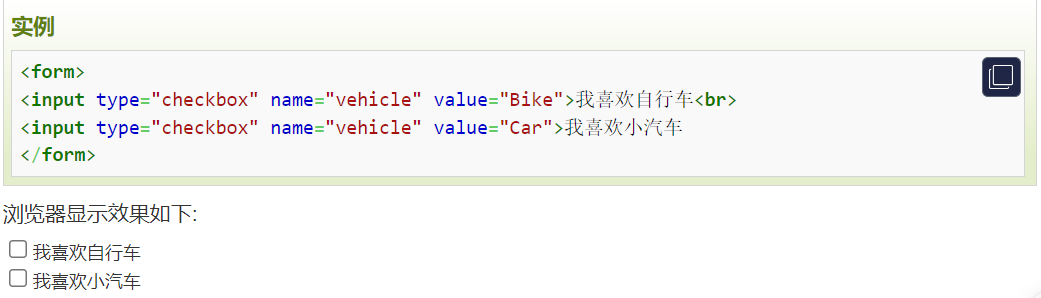 实例
<form>
<input type="checkbox" name="vehicle" value="Bike">我喜欢自行车<br>
<input type="checkbox" name="vehicle" value="Car">我喜欢小汽车
</form>
浏览器显示效果如下:
我喜欢自行车
我喜欢小汽车